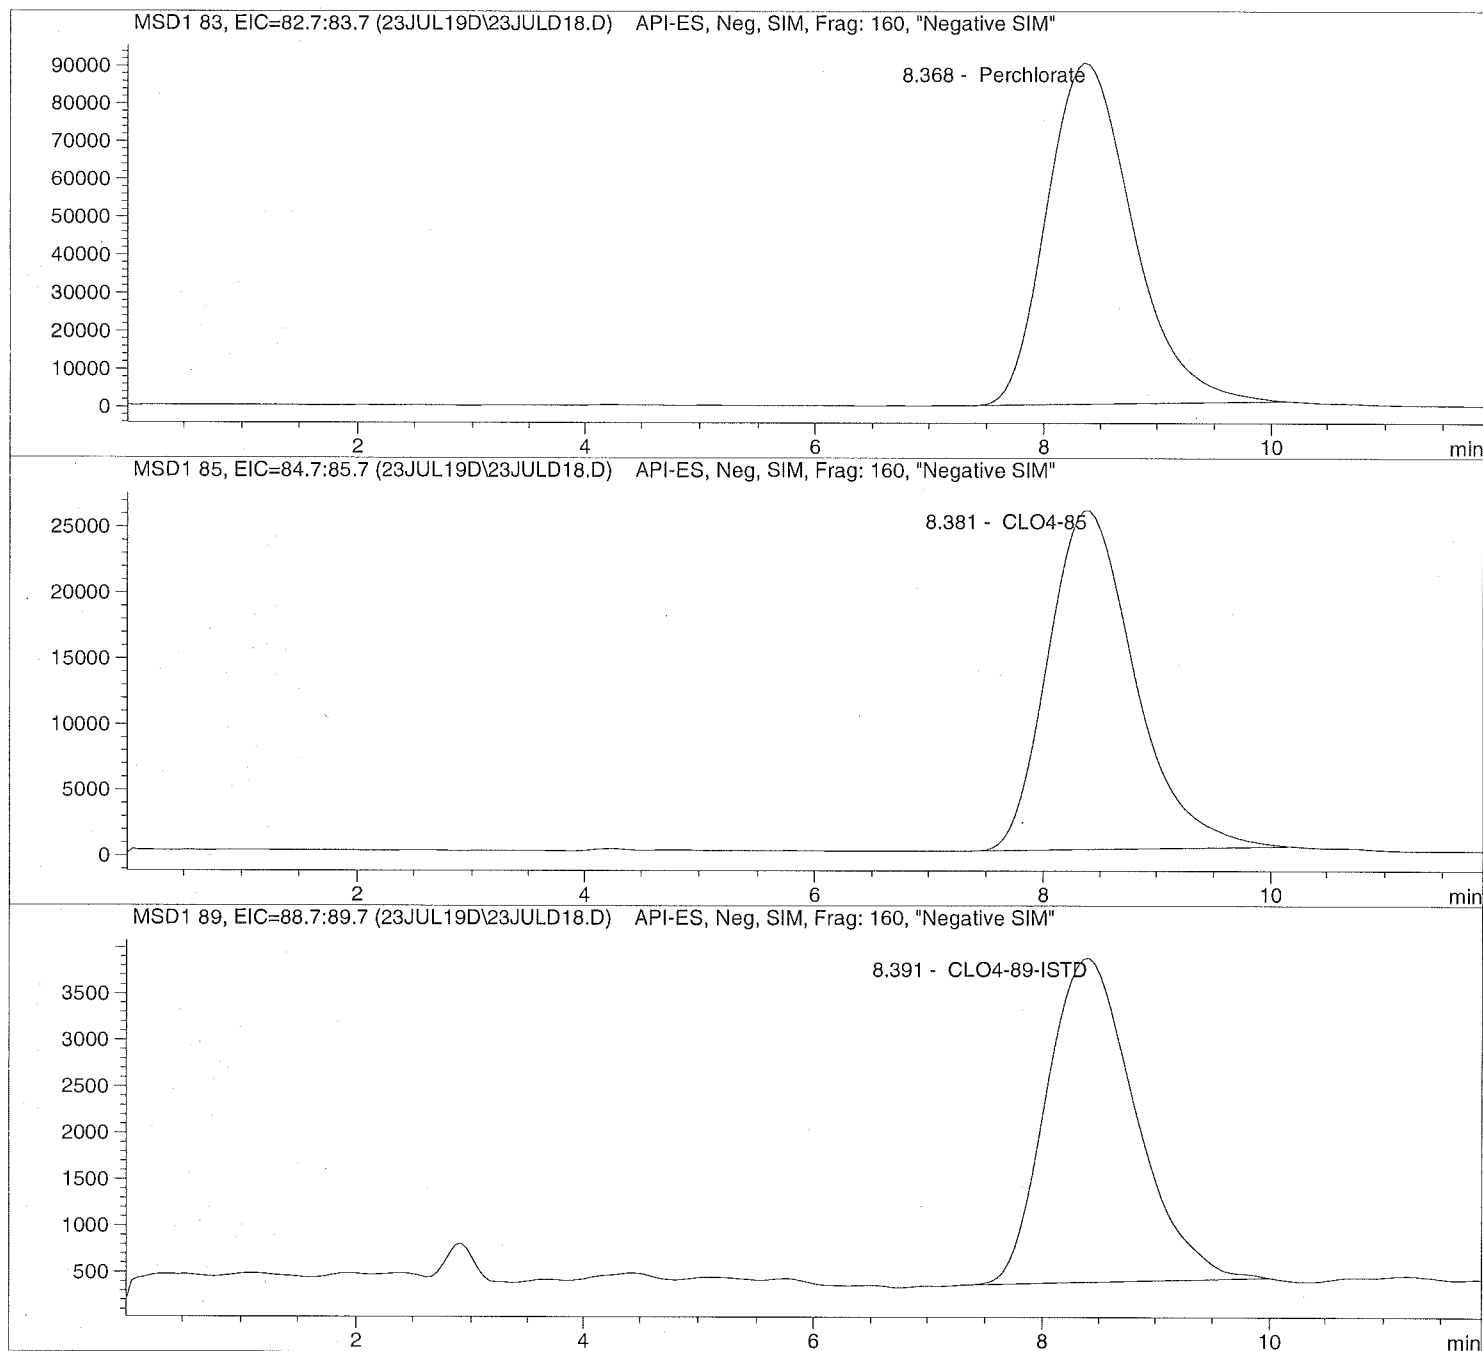 MSD1 83, EIC=82.7:83.7 (23JUL19D\23JULD18.D) API-ES, Neg, SIM, Frag: 160, "Negative SIM"
90000
8.368 - Perchlorate
80000
70000
60000
50000
40000
30000
20000
10000
0
2 4 6 8 10 min
MSD1 85, EIC=84.7:85.7 (23JUL19D\23JULD18.D) API-ES, Neg, SIM, Frag: 160, "Negative SIM"
25000
8.381 - CLO4-85
20000
15000
10000
5000
0
2 4 6 8 10 min
MSD1 89, EIC=88.7:89.7 (23JUL19D\23JULD18.D) API-ES, Neg, SIM, Frag: 160, "Negative SIM"
8.391 - CLO4-89-ISTD
3500
3000
2500
2000
1500
1000
500
2 4 6 8 10 min